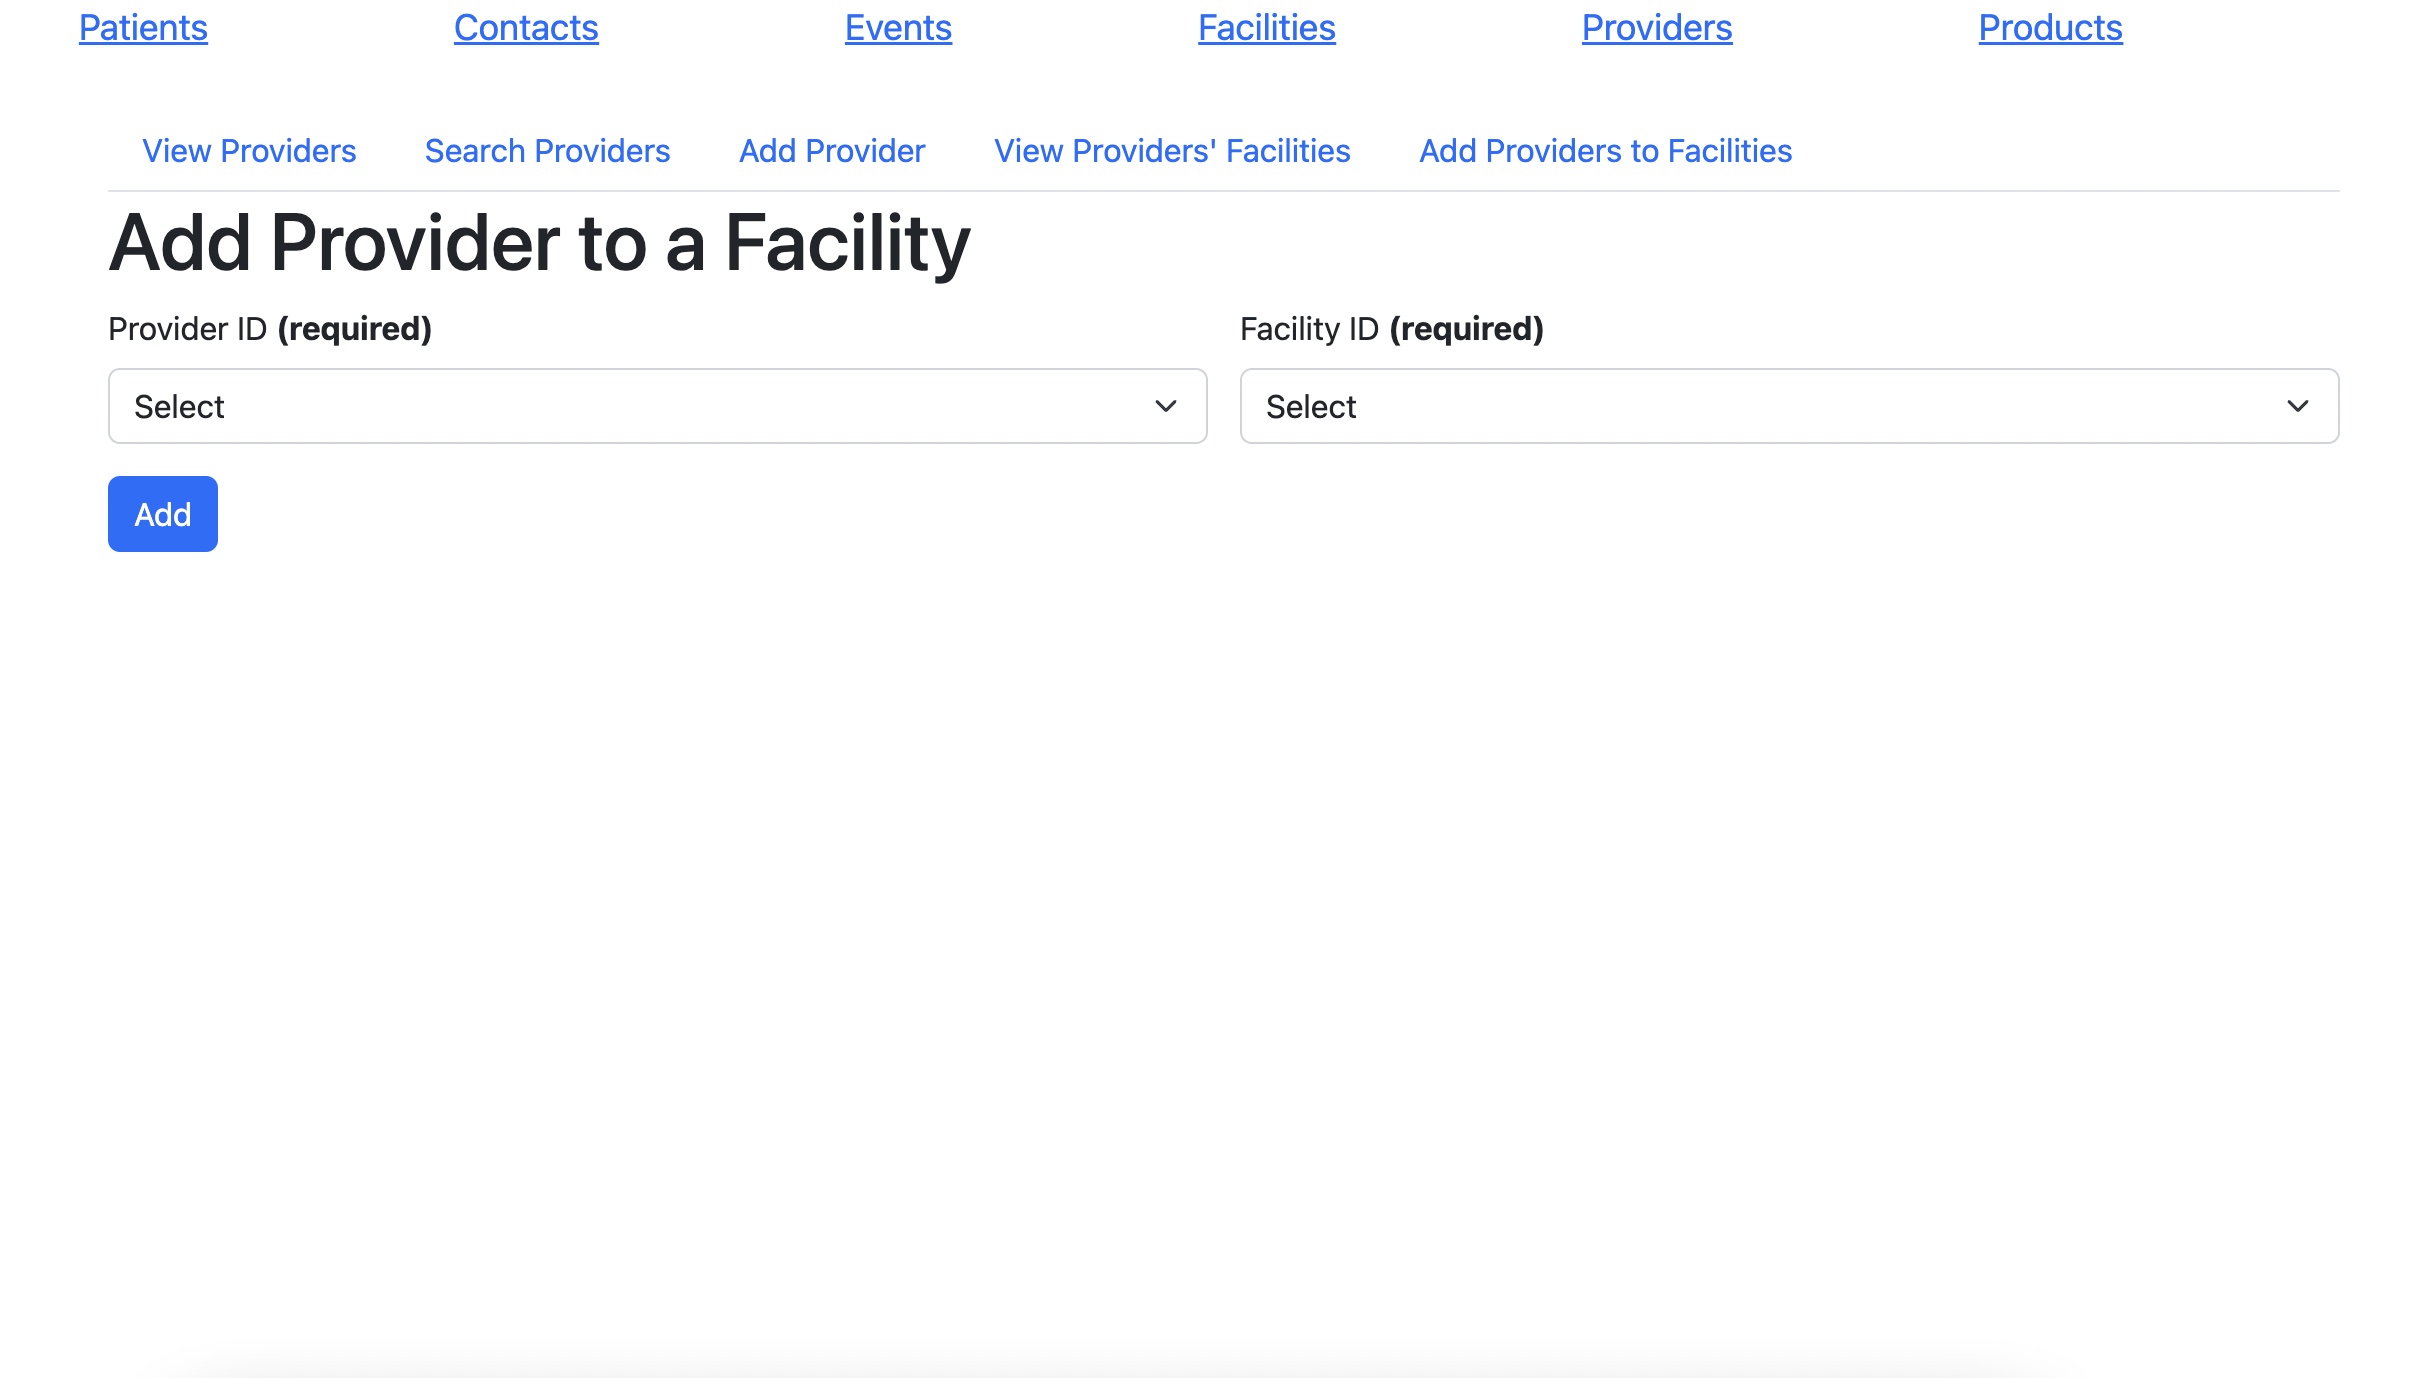 Patients Contacts Events Facilities Providers Products
View Providers Search Providers Add Provider View Providers' Facilities Add Providers to Facilities
Add Provider to a Facility
Provider ID (required) Facility ID (required)
Select Select
Add